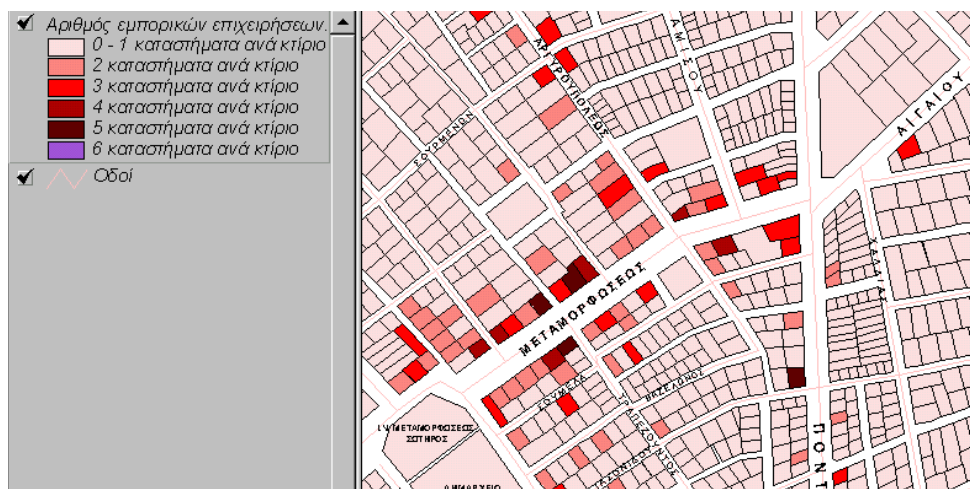 Αριθμός εμπορικών επιχειρήσεων.
0 - 1 καταστήματα ανά κτίριο
2 καταστήματα ανά κτίριο
3 καταστήματα ανά κτίριο
4 καταστήματα ανά κτίριο
5 καταστήματα ανά κτίριο
6 καταστήματα ανά κτίριο
Οδοί
ΑΡΓΥΡΟΥΠΟΛΕΩΣ
ΑΜΙΣΟΥ
ΑΙΓΑΙΟΥ
ΣΟΥΡΜΕΝΩΝ
ΧΑΛΔΙΑΣ
ΜΕΤΑΜΟΡΦΩΣΕΩΣ
ΣΟΥΜΕΛΑ
ΒΑΖΕΛΩΝΟΣ
ΤΡΑΠΕΖΟΥΝΤΟΣ
Ι.Ν ΜΕΤΑΜΟΡΦΩΣΕΩΣ
ΣΩΤΗΡΟΣ
ΠΟΝΤ